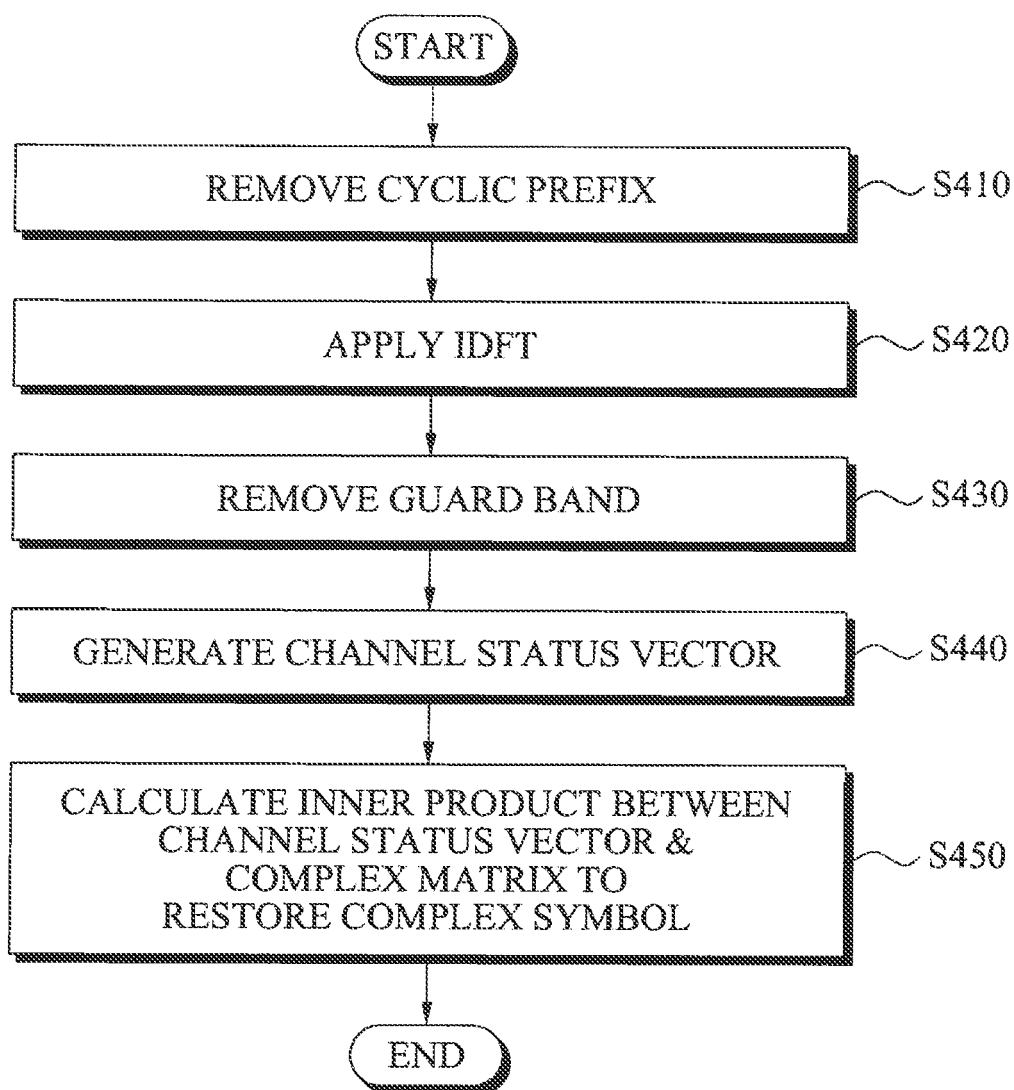 START
REMOVE CYCLIC PREFIX
S410
APPLY IDFT
S420
REMOVE GUARD BAND
S430
GENERATE CHANNEL STATUS VECTOR
S440
CALCULATE INNER PRODUCT BETWEEN
CHANNEL STATUS VECTOR &
COMPLEX MATRIX TO
RESTORE COMPLEX SYMBOL
S450
END